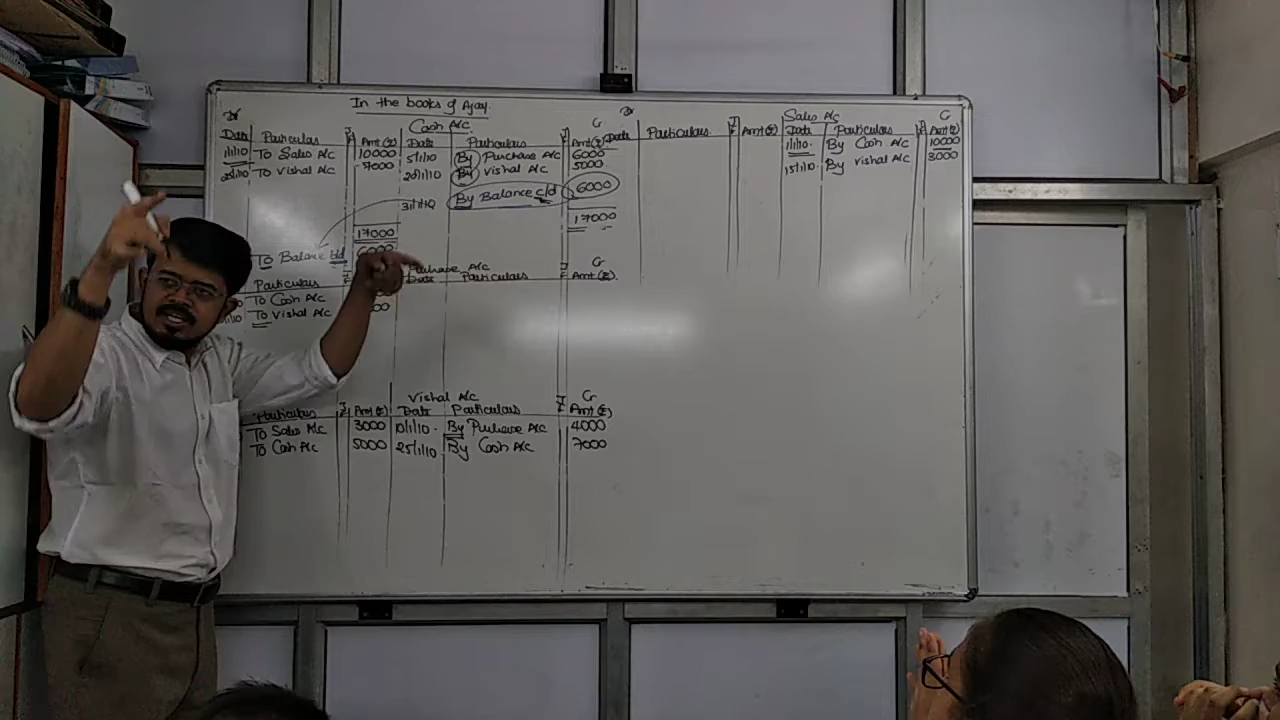 In the books of Ajay.
Dr Cash A/c Cr
Date Particulars J.F Amt(₹) Date Particulars J.F Amt(₹)
1/1/10 To Sales A/c 10000 5/1/10 By Purchase A/c 6000
25/1/10 To Vishal A/c 7000 20/1/10 By Vishal A/c 5000
31/1/10 By Balance c/d 6000
17000 17000
To Balance b/d 6000
Purchase A/c Cr
Particulars Date Particulars J.F Amt(₹)
To Cash A/c
To Vishal A/c
Vishal A/c Cr
Particulars J.F Amt(₹) Date Particulars J.F Amt(₹)
To Sales A/c 3000 10/1/10 By Purchase A/c 4000
To Cash A/c 5000 25/1/10 By Cash A/c 7000
Dr Sales A/c Cr
Date Particulars J.F Amt(₹) Date Particulars J.F Amt(₹)
1/1/10 By Cash A/c 10000
15/1/10 By Vishal A/c 3000